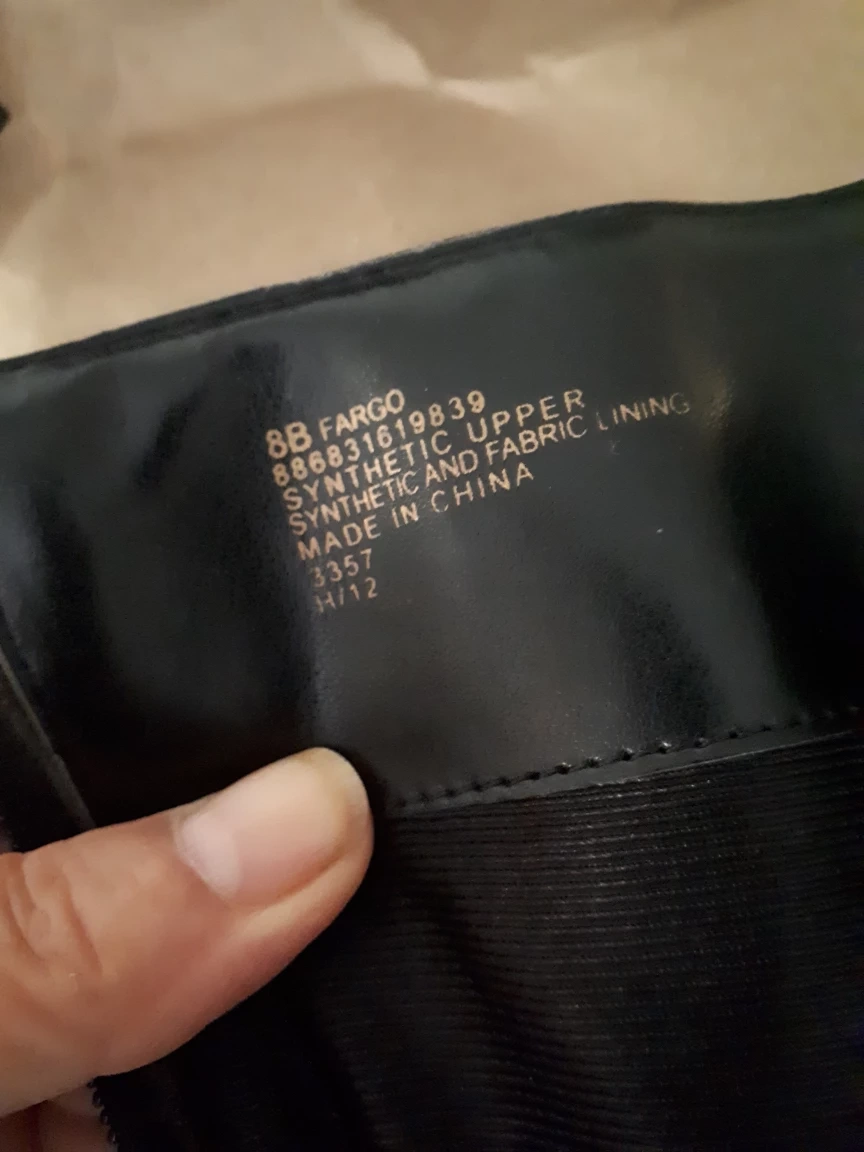 8B FARGO
886831619839
SYNTHETIC UPPER
SYNTHETIC AND FABRIC LINING
MADE IN CHINA
3357
H/12